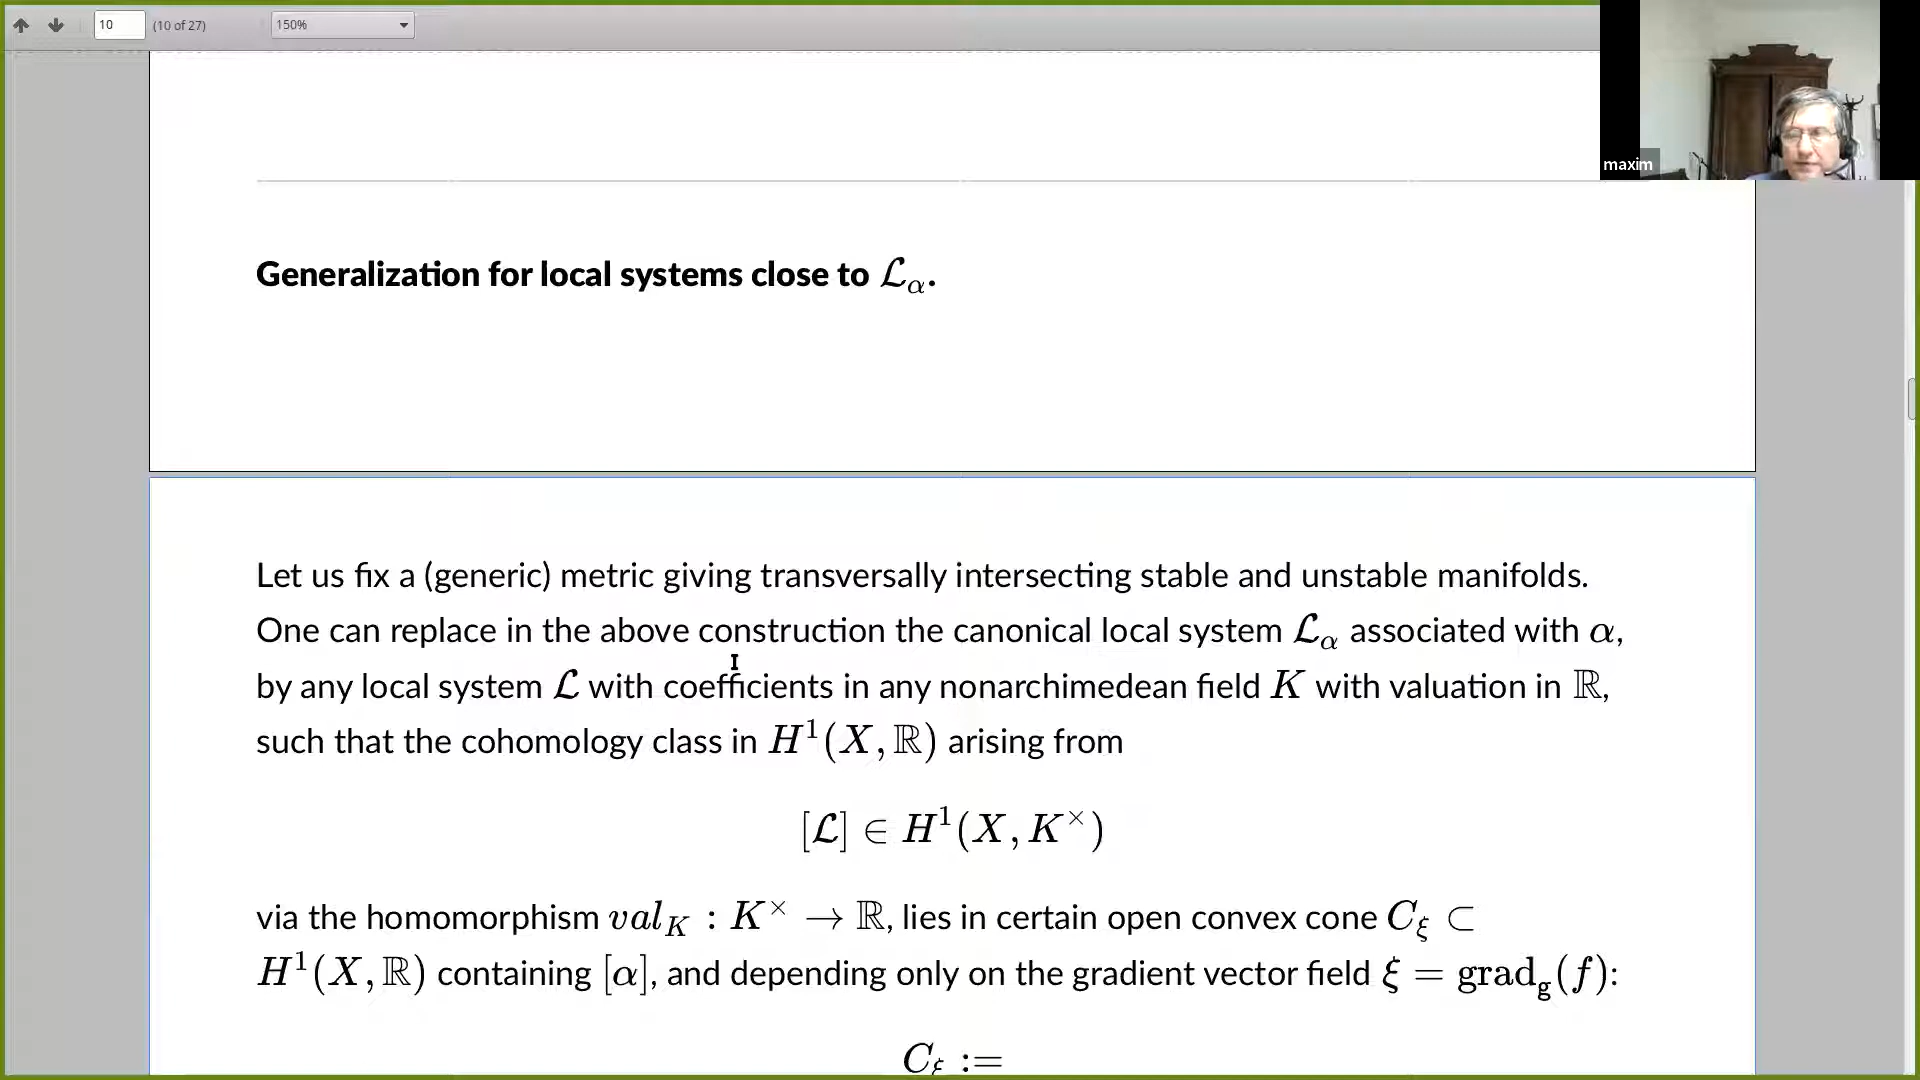 10 (10 of 27) 150%
maxim
Generalization for local systems close to ℒ_α.
Let us fix a (generic) metric giving transversally intersecting stable and unstable manifolds.
One can replace in the above construction the canonical local system ℒ_α associated with α,
by any local system ℒ with coefficients in any nonarchimedean field K with valuation in ℝ,
such that the cohomology class in H¹(X, ℝ) arising from
[ℒ] ∈ H¹(X, K^×)
via the homomorphism val_K : K^× → ℝ, lies in certain open convex cone C_ξ ⊂
H¹(X, ℝ) containing [α], and depending only on the gradient vector field ξ = grad_g(f):
C_ξ :=